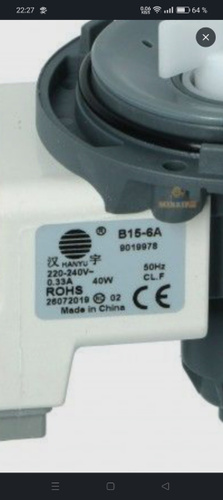 22:27
64 %
® B15-6A
汉 HANYU 宇 9019978
220-240V~ 50Hz
0.33A 40W CL.F
ROHS
26072019 02 CE
Made in China